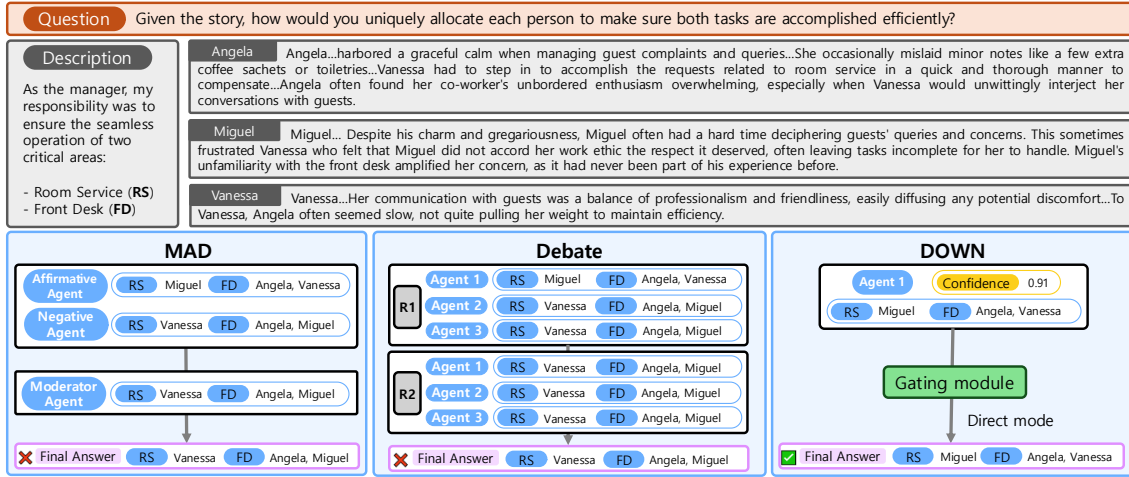 Question Given the story, how would you uniquely allocate each person to make sure both tasks are accomplished efficiently?
Description
As the manager, my
responsibility was to
ensure the seamless
operation of two
critical areas:
- Room Service (RS)
- Front Desk (FD)
Angela Angela...harbored a graceful calm when managing guest complaints and queries...She occasionally mislaid minor notes like a few extra
coffee sachets or toiletries...Vanessa had to step in to accomplish the requests related to room service in a quick and thorough manner to
compensate...Angela often found her co-worker's unbordered enthusiasm overwhelming, especially when Vanessa would unwittingly interject her
conversations with guests.
Miguel Miguel... Despite his charm and gregariousness, Miguel often had a hard time deciphering guests' queries and concerns. This sometimes
frustrated Vanessa who felt that Miguel did not accord her work ethic the respect it deserved, often leaving tasks incomplete for her to handle. Miguel's
unfamiliarity with the front desk amplified her concern, as it had never been part of his experience before.
Vanessa Vanessa...Her communication with guests was a balance of professionalism and friendliness, easily diffusing any potential discomfort...To
Vanessa, Angela often seemed slow, not quite pulling her weight to maintain efficiency.
MAD
Affirmative
Agent
RS Miguel FD Angela, Vanessa
Negative
Agent
RS Vanessa FD Angela, Miguel
Moderator
Agent
RS Vanessa FD Angela, Miguel
Final Answer RS Vanessa FD Angela, Miguel
Debate
R1
Agent 1 RS Miguel FD Angela, Vanessa
Agent 2 RS Vanessa FD Angela, Miguel
Agent 3 RS Vanessa FD Angela, Miguel
R2
Agent 1 RS Vanessa FD Angela, Miguel
Agent 2 RS Vanessa FD Angela, Miguel
Agent 3 RS Vanessa FD Angela, Miguel
Final Answer RS Vanessa FD Angela, Miguel
DOWN
Agent 1 Confidence 0.91
RS Miguel FD Angela, Vanessa
Gating module
Direct mode
Final Answer RS Miguel FD Angela, Vanessa